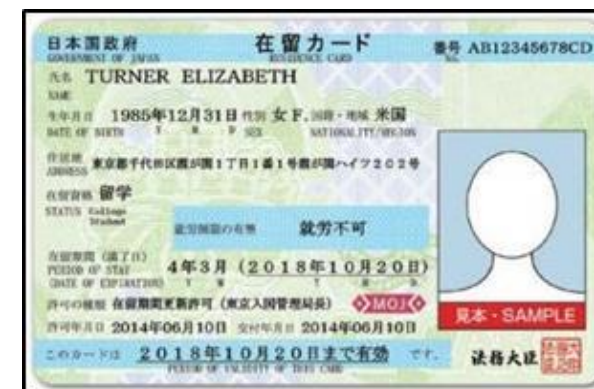 日本国政府 在留カード 番号 AB12345678CD
GOVERNMENT OF JAPAN RESIDENCE CARD No.
氏名 TURNER ELIZABETH
NAME
生年月日 1985年12月31日 性別 女 F. 国籍・地域 米国
DATE OF BIRTH Y M D SEX NATIONALITY/REGION
住居地 東京都千代田区霞が関1丁目1番1号霞が関ハイツ202号
ADDRESS
在留資格 留学
STATUS College
Student
就労制限の有無 就労不可
在留期間(満了日)
PERIOD OF STAY 4年3月(2018年10月20日)
(DATE OF EXPIRATION) Y M Y M D
許可の種類 在留期間更新許可(東京入国管理局長) MOJ
見本・SAMPLE
許可年月日 2014年06月10日 交付年月日 2014年06月10日
このカードは 2018年10月20日まで有効 です。
PERIOD OF VALIDITY OF THIS CARD
法務大臣